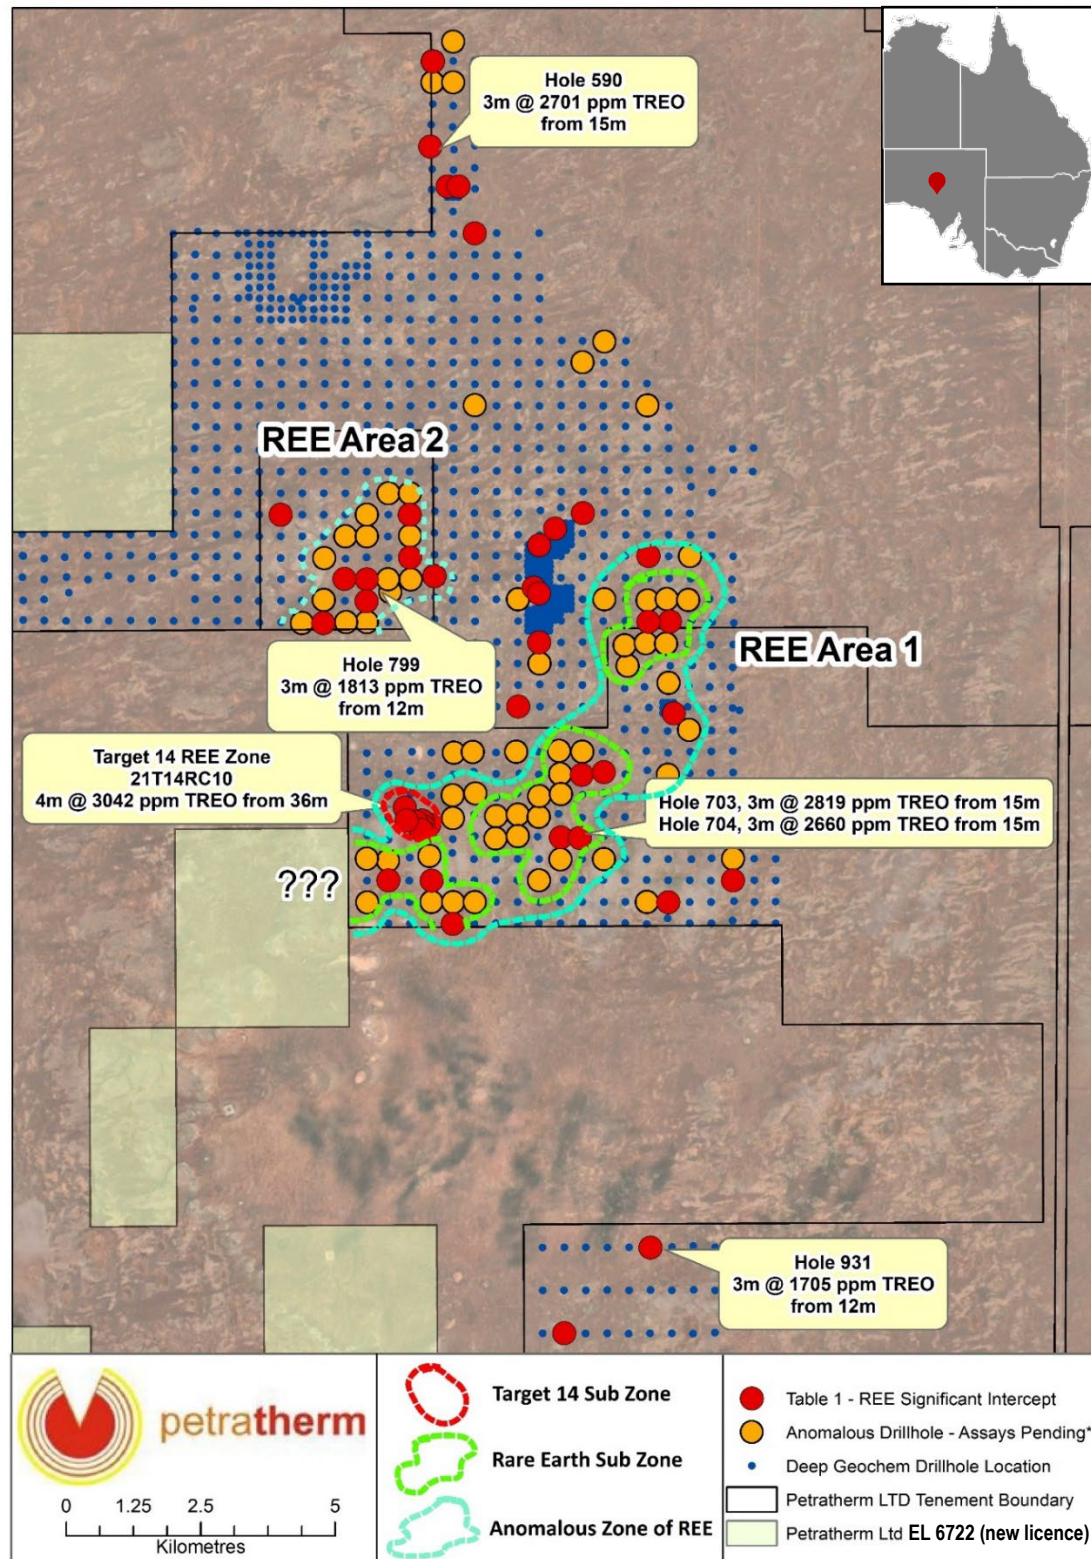 Hole 590
3m @ 2701 ppm TREO
from 15m
REE Area 2
REE Area 1
Hole 799
3m @ 1813 ppm TREO
from 12m
Target 14 REE Zone
21T14RC10
4m @ 3042 ppm TREO from 36m
Hole 703, 3m @ 2819 ppm TREO from 15m
Hole 704, 3m @ 2660 ppm TREO from 15m
???
Hole 931
3m @ 1705 ppm TREO
from 12m
petratherm
0 1.25 2.5 5
Kilometres
Target 14 Sub Zone
Rare Earth Sub Zone
Anomalous Zone of REE
Table 1 - REE Significant Intercept
Anomalous Drillhole - Assays Pending*
Deep Geochem Drillhole Location
Petratherm LTD Tenement Boundary
Petratherm Ltd EL 6722 (new licence)